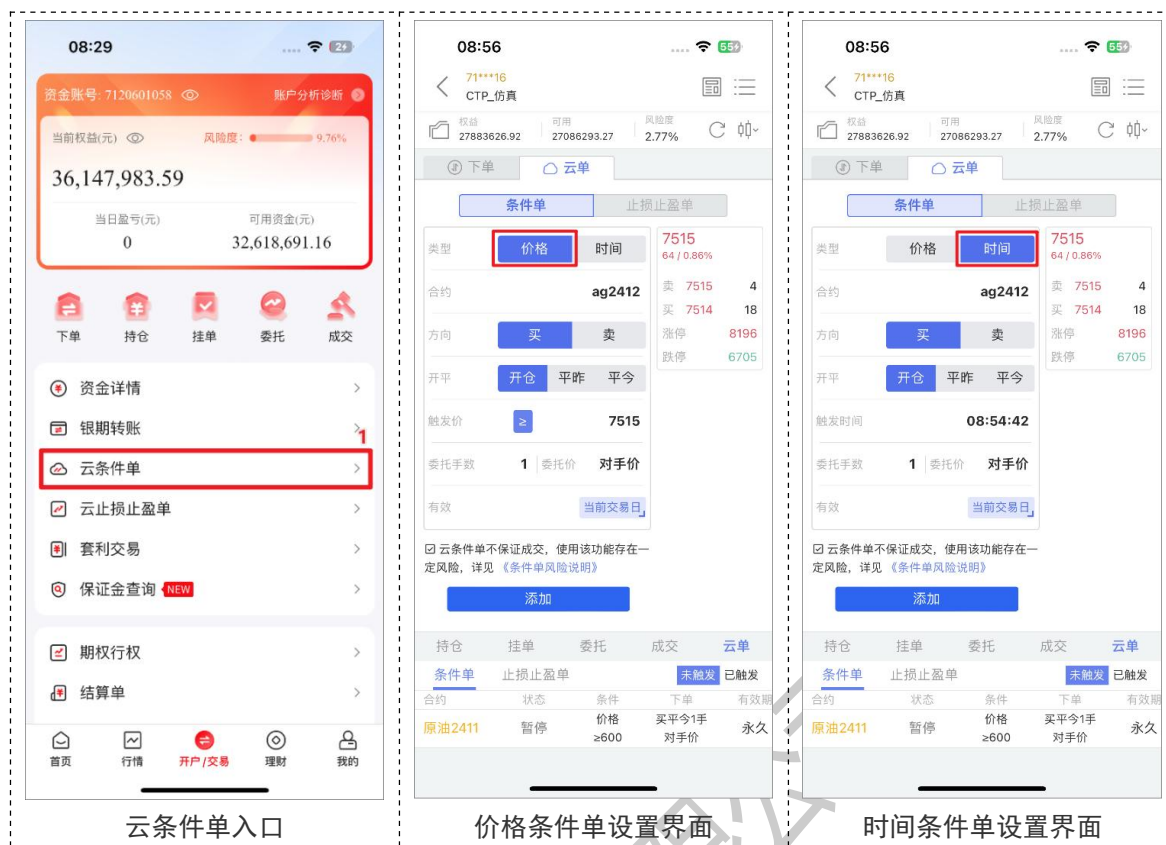 08:29
24
资金账号: 7120601058
账户分析诊断
当前权益(元)
风险度:
9.76%
36,147,983.59
当日盈亏(元)
可用资金(元)
0
32,618,691.16
下单
持仓
挂单
委托
成交
资金详情
银期转账
1
云条件单
云止损止盈单
套利交易
保证金查询 NEW
期权行权
结算单
首页
行情
开户/交易
理财
我的
云条件单入口
08:56
55
71***16
CTP_仿真
权益
27883626.92
可用
27086293.27
风险度
2.77%
下单
云单
条件单
止损止盈单
类型 价格 时间
合约 ag2412
方向 买 卖
开平 开仓 平昨 平今
触发价 ≥ 7515
委托手数 1 委托价 对手价
有效 当前交易日
7515
64 / 0.86%
卖 7515 4
买 7514 18
涨停 8196
跌停 6705
云条件单不保证成交，使用该功能存在一
定风险，详见《条件单风险说明》
添加
持仓 挂单 委托 成交 云单
条件单 止损止盈单 未触发 已触发
合约 状态 条件 下单 有效期
原油2411 暂停 价格 买平今1手 永久
≥600 对手价
价格条件单设置界面
08:56
55
71***16
CTP_仿真
权益
27883626.92
可用
27086293.27
风险度
2.77%
下单
云单
条件单
止损止盈单
类型 价格 时间
合约 ag2412
方向 买 卖
开平 开仓 平昨 平今
触发时间 08:54:42
委托手数 1 委托价 对手价
有效 当前交易日
7515
64 / 0.86%
卖 7515 4
买 7514 18
涨停 8196
跌停 6705
云条件单不保证成交，使用该功能存在一
定风险，详见《条件单风险说明》
添加
持仓 挂单 委托 成交 云单
条件单 止损止盈单 未触发 已触发
合约 状态 条件 下单 有效期
原油2411 暂停 价格 买平今1手 永久
≥600 对手价
时间条件单设置界面